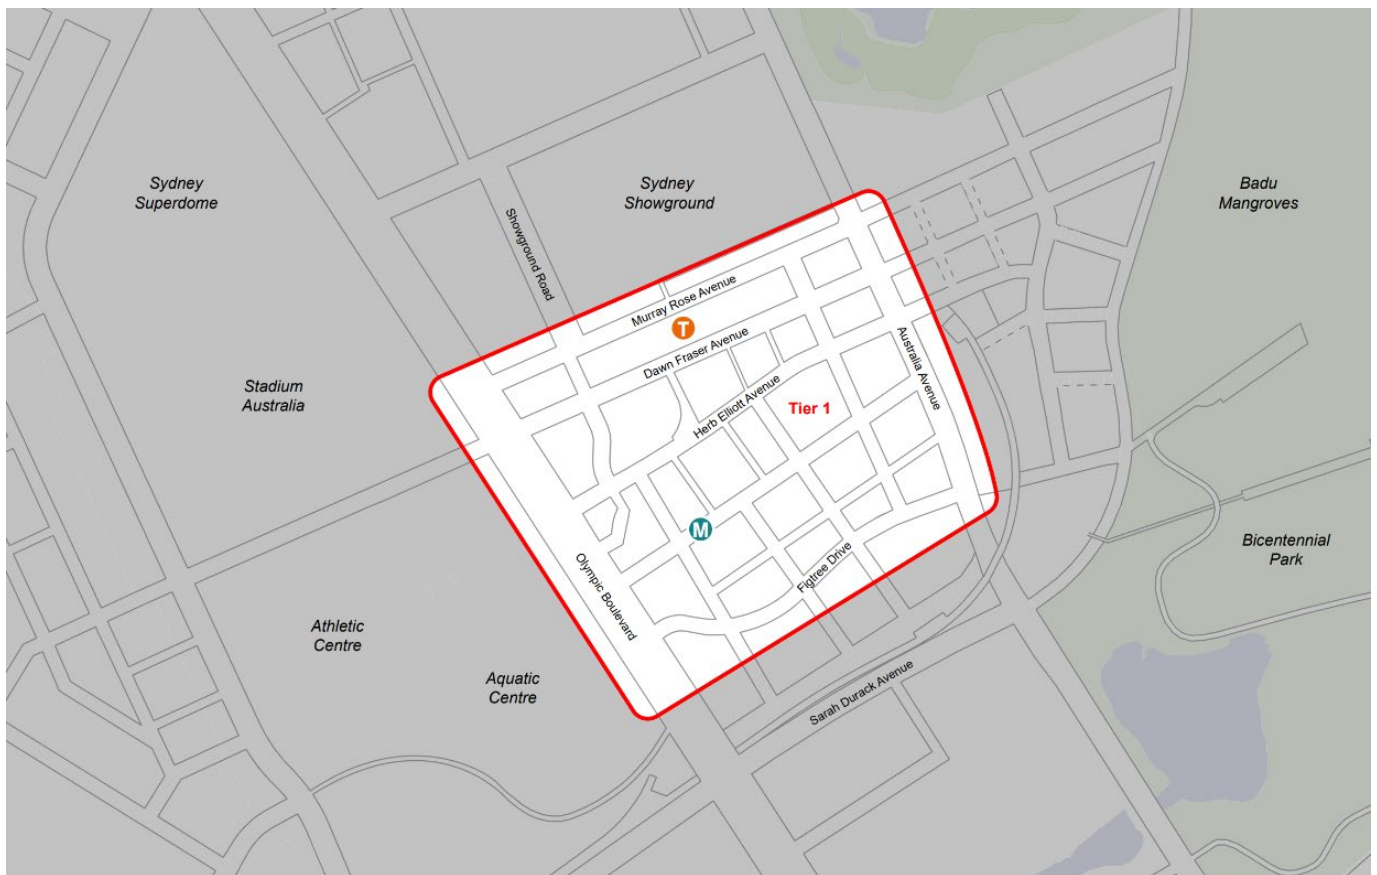 Sydney
Superdome
Sydney
Showground
Badu
Mangroves
Showground Road
Murray Rose Avenue
T
Dawn Fraser Avenue
Australia Avenue
Stadium
Australia
Herb Elliott Avenue
Tier 1
M
Bicentennial
Park
Figtree Drive
Olympic Boulevard
Athletic
Centre
Aquatic
Centre
Sarah Durack Avenue